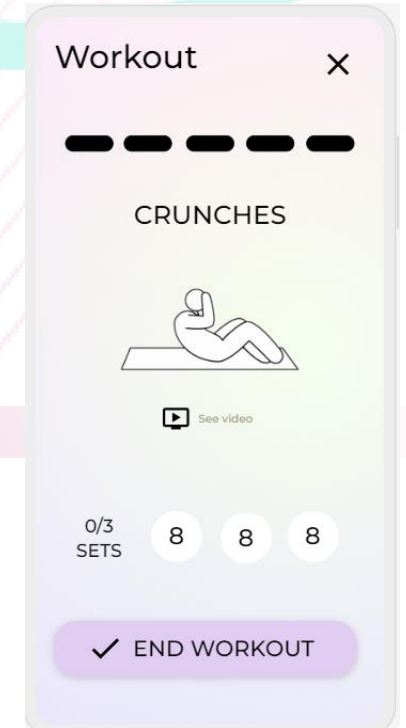 Workout
CRUNCHES
See video
0/3
SETS
8 8 8
END WORKOUT